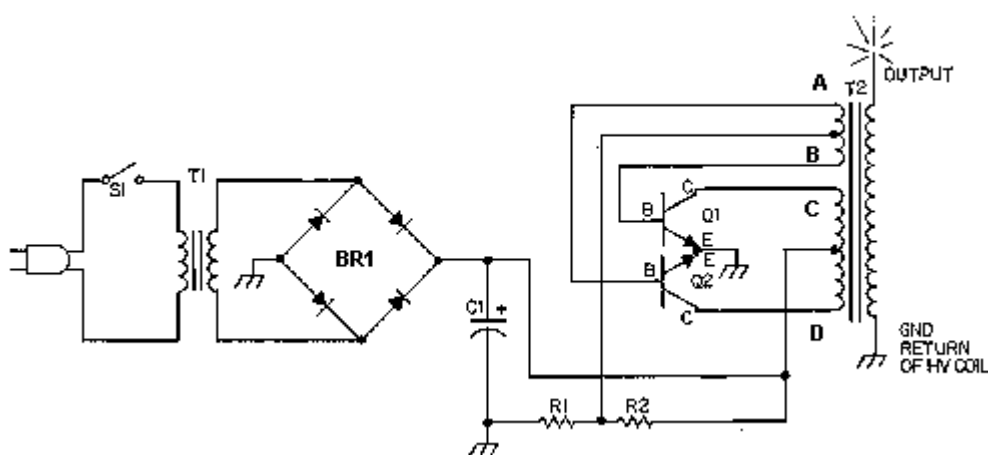 OUTPUT
A
T2
S1
T1
B
C
C
B
Q1
E
BR1
B
E
Q2
C1 +
C
D
GND
RETURN
OF HV COIL
R1
R2